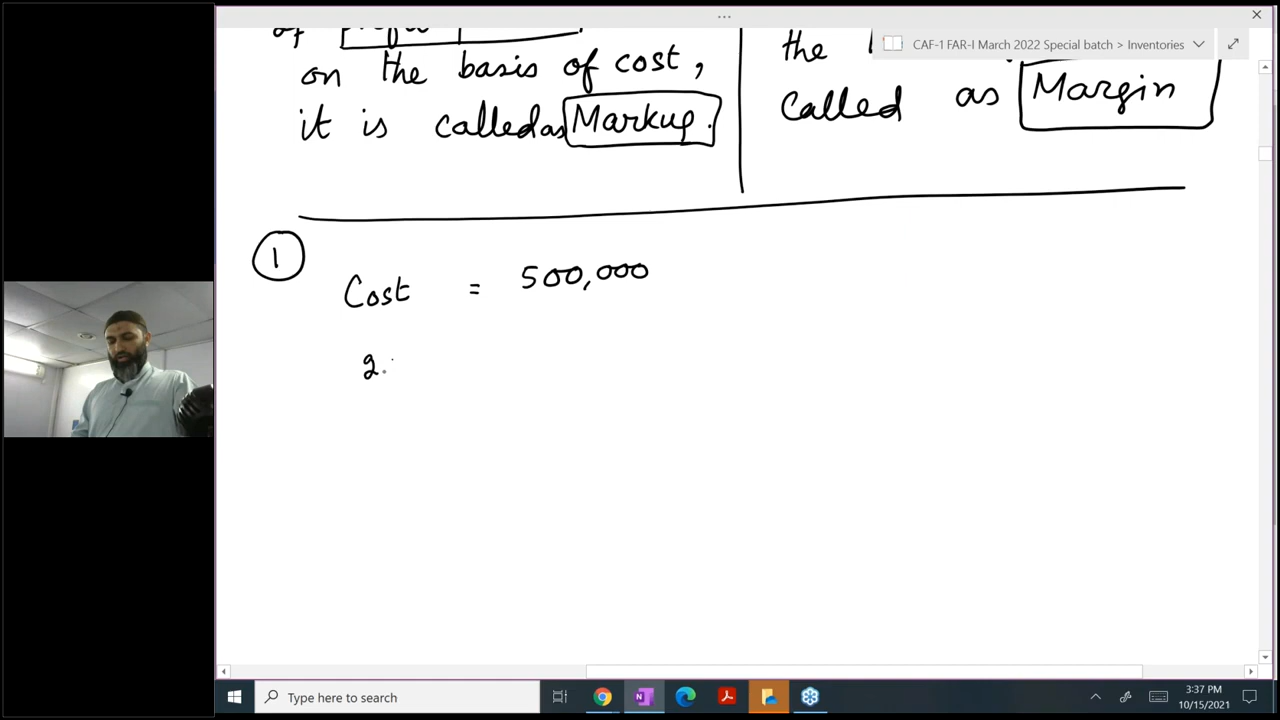 CAF-1 FAR-I March 2022 Special batch > Inventories
on the basis of cost,
it is called as Markup.
the
called as Margin
1
Cost = 500,000
2.
Type here to search
3:37 PM
10/15/2021